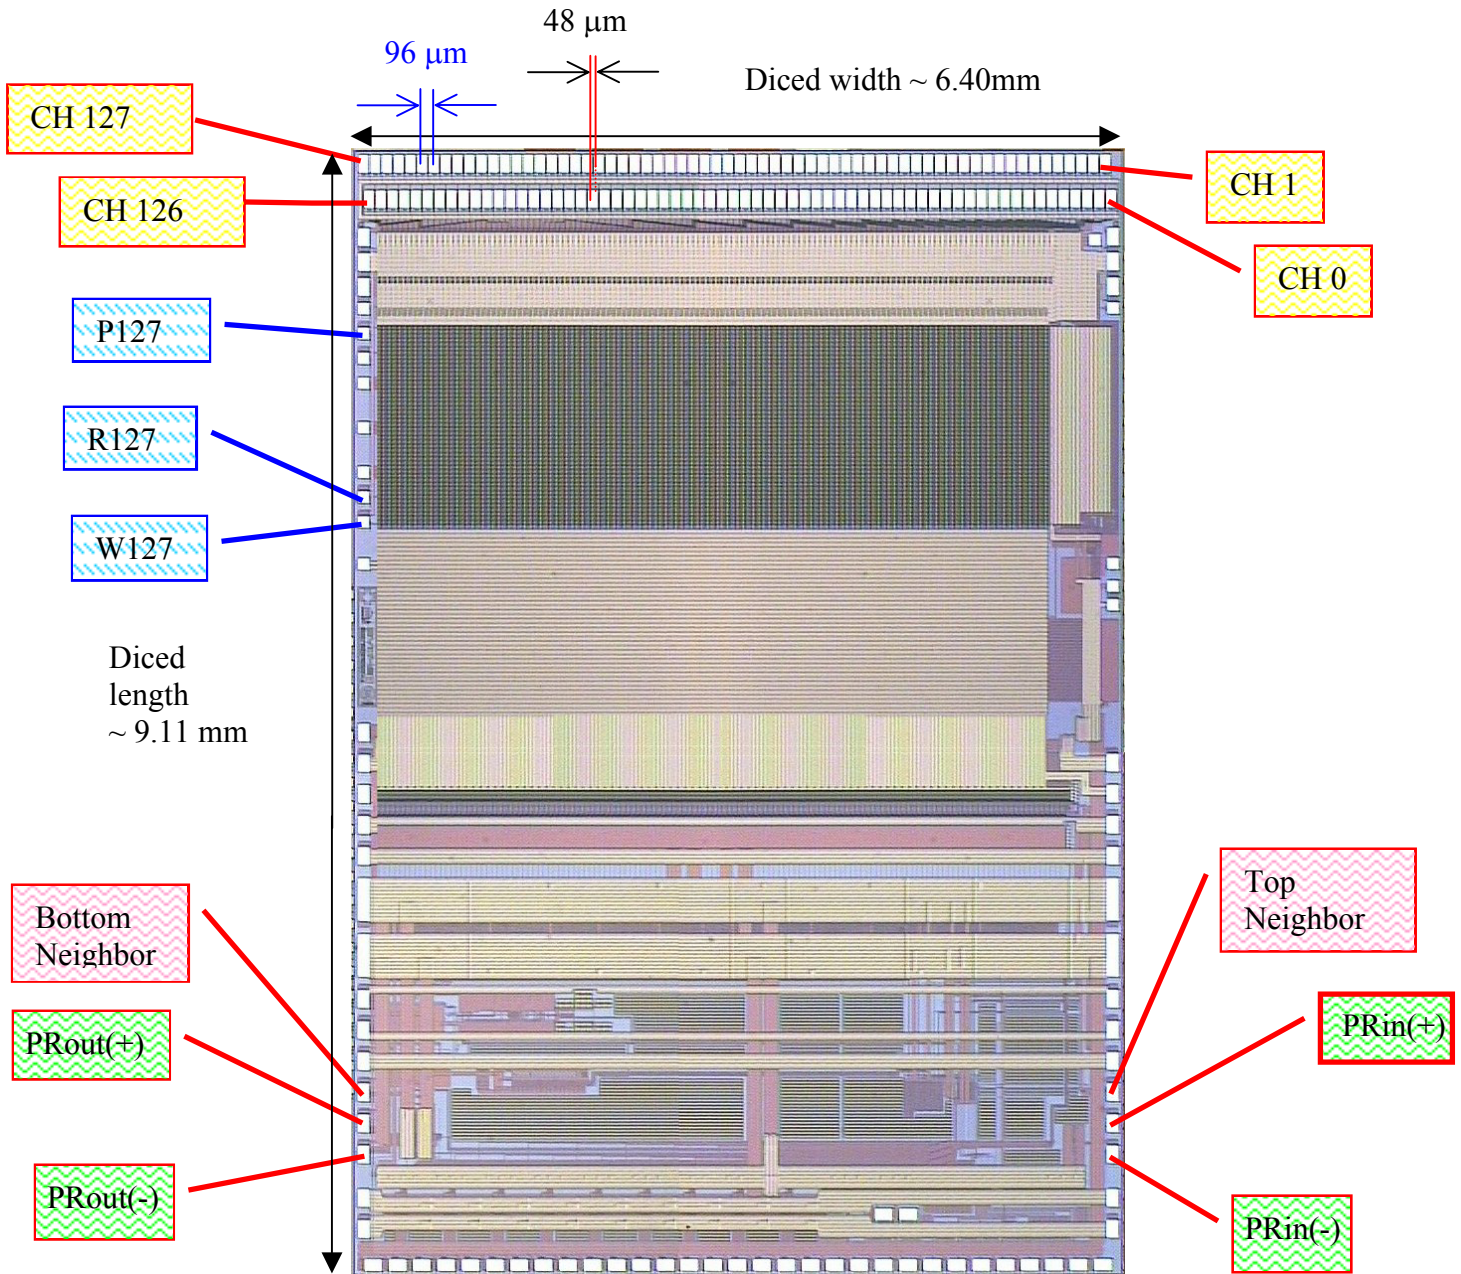 48 μm
96 μm
Diced width ~ 6.40mm
CH 127
CH 126
CH 1
CH 0
P127
R127
W127
Diced
length
~ 9.11 mm
Bottom
Neighbor
Top
Neighbor
PRout(+)
PRin(+)
PRout(-)
PRin(-)